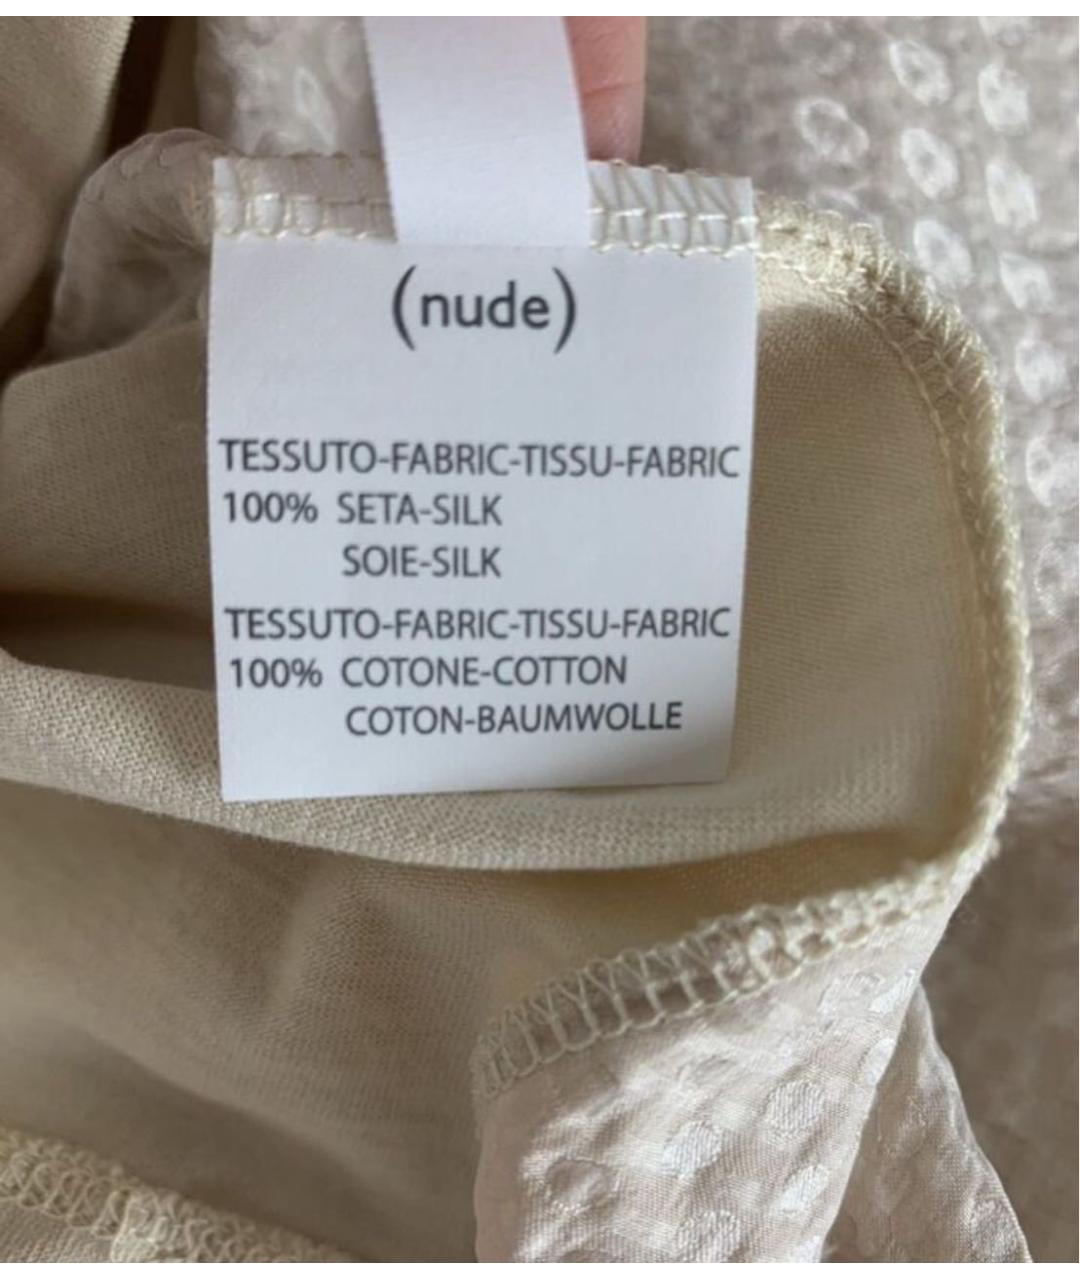 (nude)
TESSUTO-FABRIC-TISSU-FABRIC
100% SETA-SILK
SOIE-SILK
TESSUTO-FABRIC-TISSU-FABRIC
100% COTONE-COTTON
COTON-BAUMWOLLE